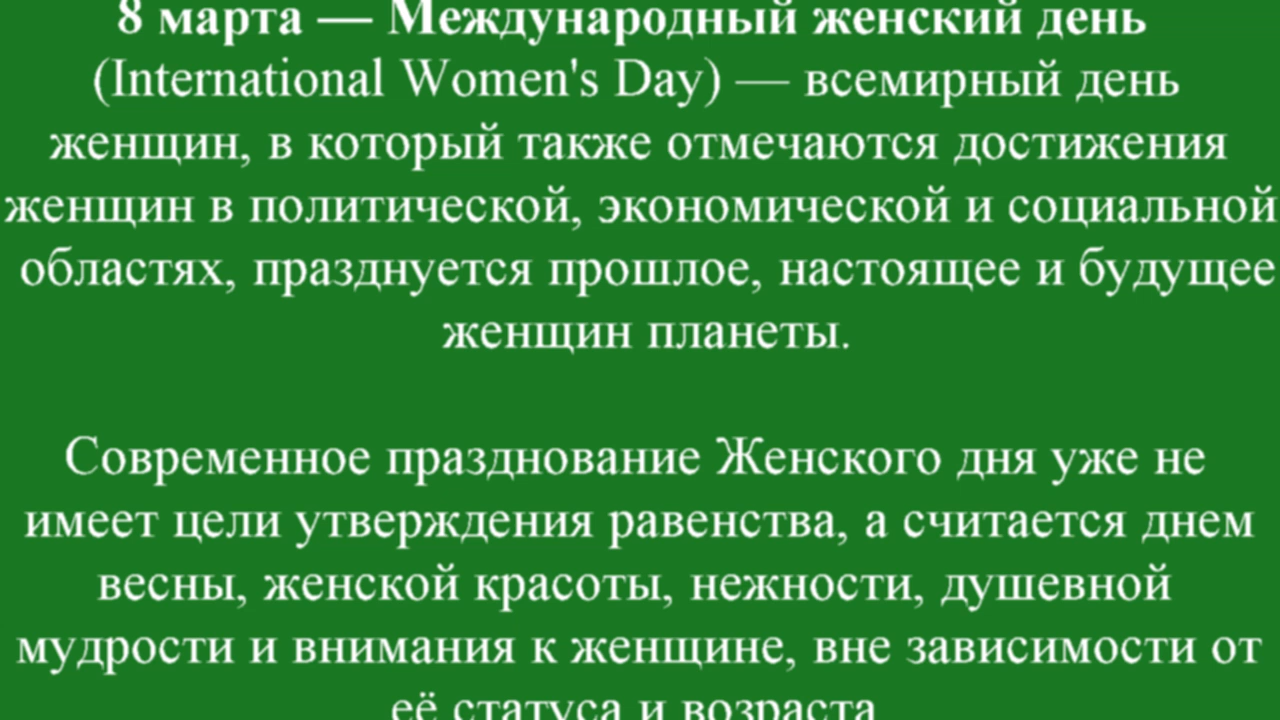 8 марта — Международный женский день
(International Women's Day) — всемирный день
женщин, в который также отмечаются достижения
женщин в политической, экономической и социальной
областях, празднуется прошлое, настоящее и будущее
женщин планеты.
Современное празднование Женского дня уже не
имеет цели утверждения равенства, а считается днем
весны, женской красоты, нежности, душевной
мудрости и внимания к женщине, вне зависимости от
её статуса и возраста